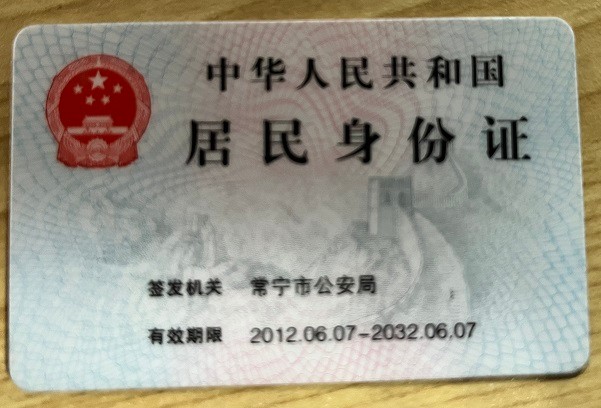 中华人民共和国
居民身份证
签发机关 常宁市公安局
有效期限 2012.06.07-2032.06.07